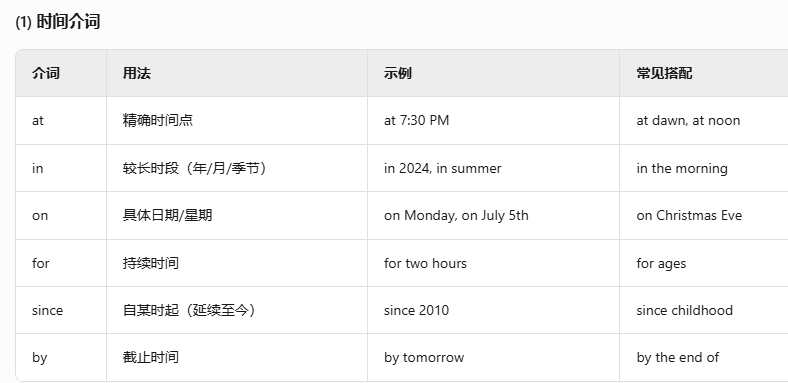 (1) 时间介词
介词 用法 示例 常见搭配
at 精确时间点 at 7:30 PM at dawn, at noon
in 较长时段（年/月/季节） in 2024, in summer in the morning
on 具体日期/星期 on Monday, on July 5th on Christmas Eve
for 持续时间 for two hours for ages
since 自某时起（延续至今） since 2010 since childhood
by 截止时间 by tomorrow by the end of